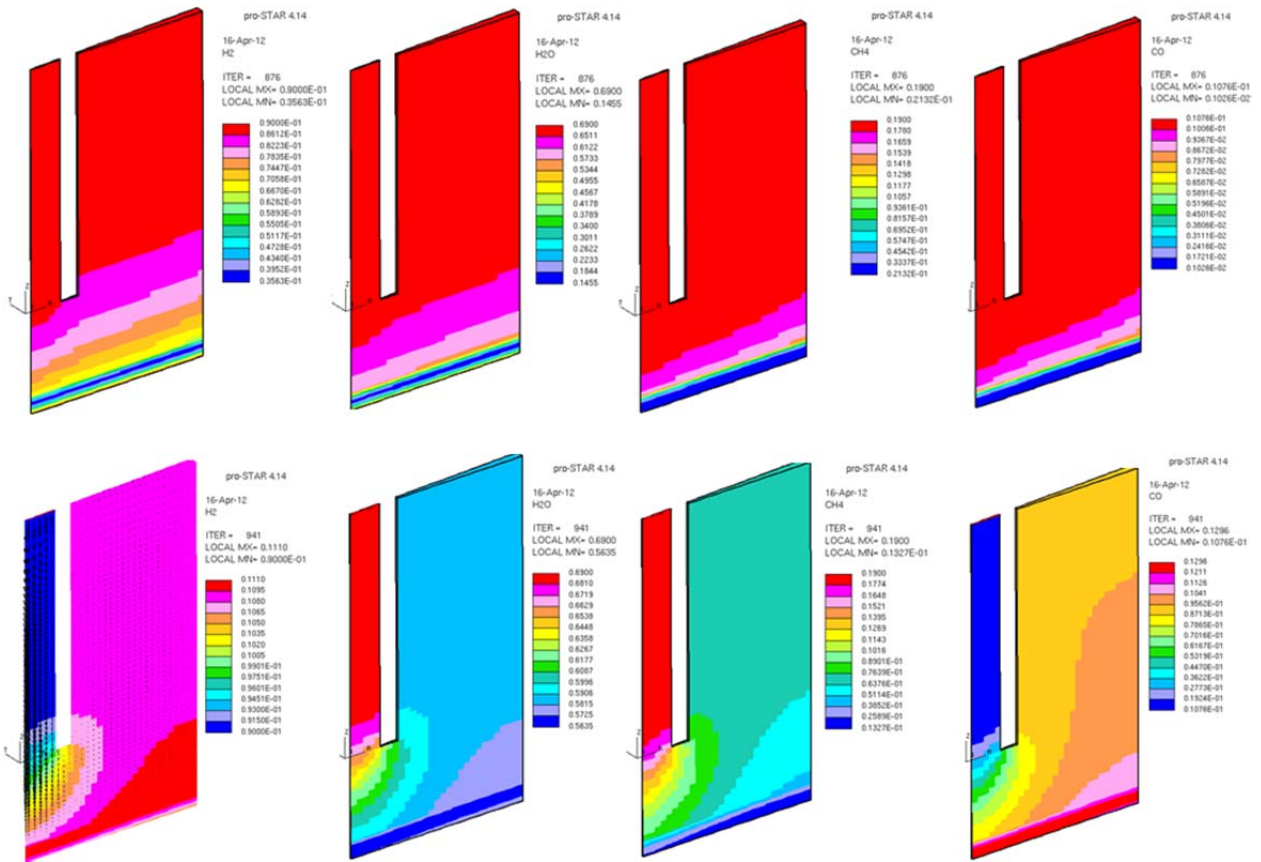 pro-STAR 4.14
16-Apr-12
H2
ITER = 876
LOCAL MX= 0.9000E-01
LOCAL MN= 0.3563E-01
0.9000E-01
0.8612E-01
0.8223E-01
0.7835E-01
0.7447E-01
0.7058E-01
0.6670E-01
0.6282E-01
0.5893E-01
0.5505E-01
0.5117E-01
0.4728E-01
0.4340E-01
0.3952E-01
0.3563E-01
pro-STAR 4.14
16-Apr-12
H2O
ITER = 876
LOCAL MX= 0.6900
LOCAL MN= 0.1455
0.6900
0.6511
0.6122
0.5733
0.5344
0.4955
0.4567
0.4178
0.3789
0.3400
0.3011
0.2622
0.2233
0.1844
0.1455
pro-STAR 4.14
16-Apr-12
CH4
ITER = 876
LOCAL MX= 0.1900
LOCAL MN= 0.2132E-01
0.1900
0.1780
0.1659
0.1539
0.1418
0.1298
0.1177
0.1057
0.9361E-01
0.8157E-01
0.6952E-01
0.5747E-01
0.4542E-01
0.3337E-01
0.2132E-01
pro-STAR 4.14
16-Apr-12
CO
ITER = 876
LOCAL MX= 0.1076E-01
LOCAL MN= 0.1026E-02
0.1076E-01
0.1006E-01
0.9367E-02
0.8672E-02
0.7977E-02
0.7282E-02
0.6587E-02
0.5891E-02
0.5196E-02
0.4501E-02
0.3806E-02
0.3111E-02
0.2416E-02
0.1721E-02
0.1026E-02
pro-STAR 4.14
16-Apr-12
H2
ITER = 941
LOCAL MX= 0.1110
LOCAL MN= 0.9000E-01
0.1110
0.1095
0.1080
0.1065
0.1050
0.1035
0.1020
0.1005
0.9901E-01
0.9751E-01
0.9601E-01
0.9451E-01
0.9300E-01
0.9150E-01
0.9000E-01
pro-STAR 4.14
16-Apr-12
H2O
ITER = 941
LOCAL MX= 0.6900
LOCAL MN= 0.5635
0.6900
0.6810
0.6719
0.6629
0.6538
0.6448
0.6358
0.6267
0.6177
0.6087
0.5996
0.5906
0.5815
0.5725
0.5635
pro-STAR 4.14
16-Apr-12
CH4
ITER = 941
LOCAL MX= 0.1900
LOCAL MN= 0.1327E-01
0.1900
0.1774
0.1648
0.1521
0.1395
0.1269
0.1143
0.1016
0.8901E-01
0.7639E-01
0.6376E-01
0.5114E-01
0.3852E-01
0.2589E-01
0.1327E-01
pro-STAR 4.14
16-Apr-12
CO
ITER = 941
LOCAL MX= 0.1296
LOCAL MN= 0.1076E-01
0.1296
0.1211
0.1126
0.1041
0.9562E-01
0.8713E-01
0.7865E-01
0.7016E-01
0.6167E-01
0.5319E-01
0.4470E-01
0.3622E-01
0.2773E-01
0.1924E-01
0.1076E-01